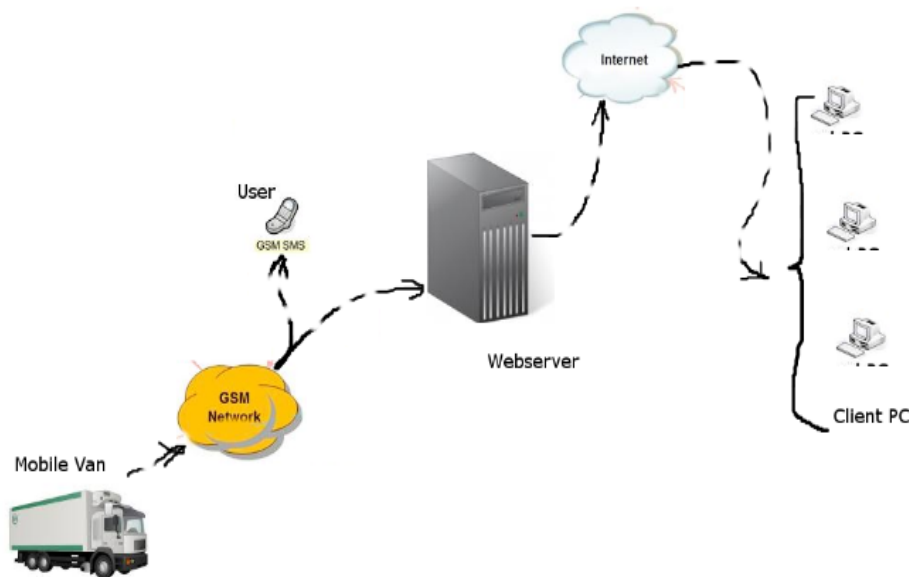 Internet
User
GSM SMS
Webserver
GSM
Network
Client PC
Mobile Van